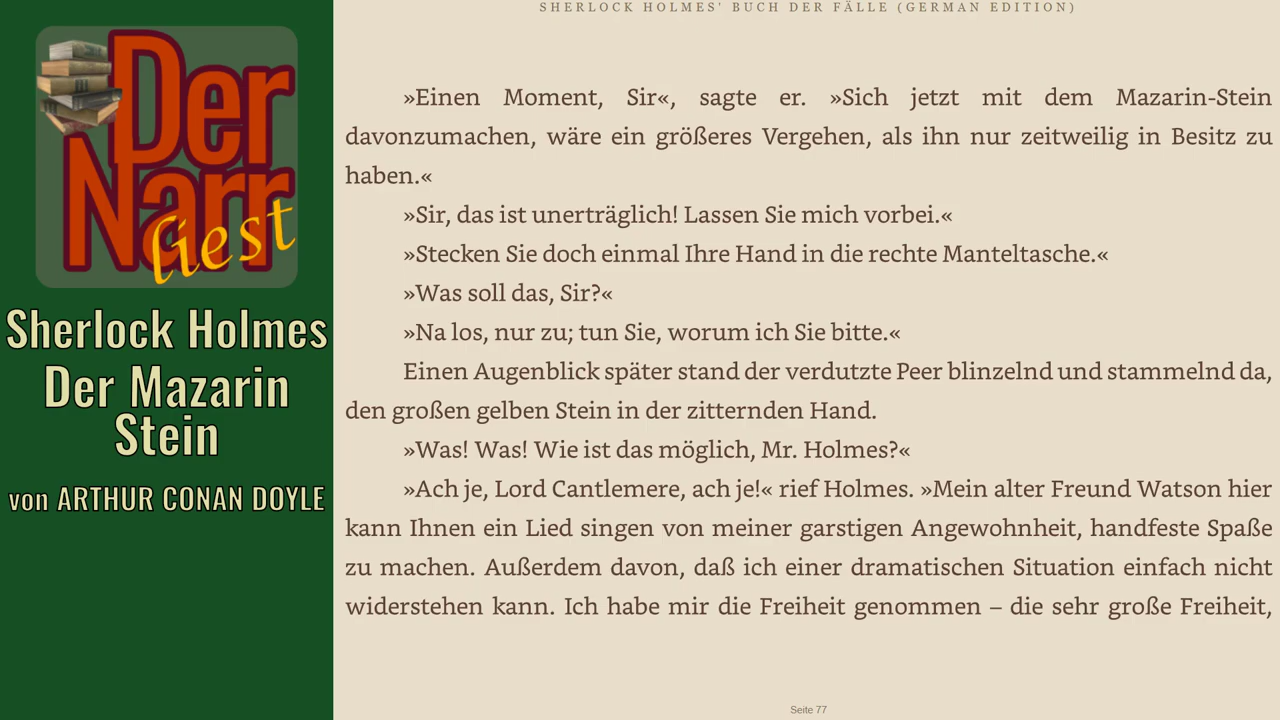 Der
Narr
liest
Sherlock Holmes
Der Mazarin
Stein
von ARTHUR CONAN DOYLE
SHERLOCK HOLMES' BUCH DER FÄLLE (GERMAN EDITION)
»Einen Moment, Sir«, sagte er. »Sich jetzt mit dem Mazarin-Stein
davonzumachen, wäre ein größeres Vergehen, als ihn nur zeitweilig in Besitz zu
haben.«
»Sir, das ist unerträglich! Lassen Sie mich vorbei.«
»Stecken Sie doch einmal Ihre Hand in die rechte Manteltasche.«
»Was soll das, Sir?«
»Na los, nur zu; tun Sie, worum ich Sie bitte.«
Einen Augenblick später stand der verdutzte Peer blinzelnd und stammelnd da,
den großen gelben Stein in der zitternden Hand.
»Was! Was! Wie ist das möglich, Mr. Holmes?«
»Ach je, Lord Cantlemere, ach je!« rief Holmes. »Mein alter Freund Watson hier
kann Ihnen ein Lied singen von meiner garstigen Angewohnheit, handfeste Spaße
zu machen. Außerdem davon, daß ich einer dramatischen Situation einfach nicht
widerstehen kann. Ich habe mir die Freiheit genommen – die sehr große Freiheit,
Seite 77